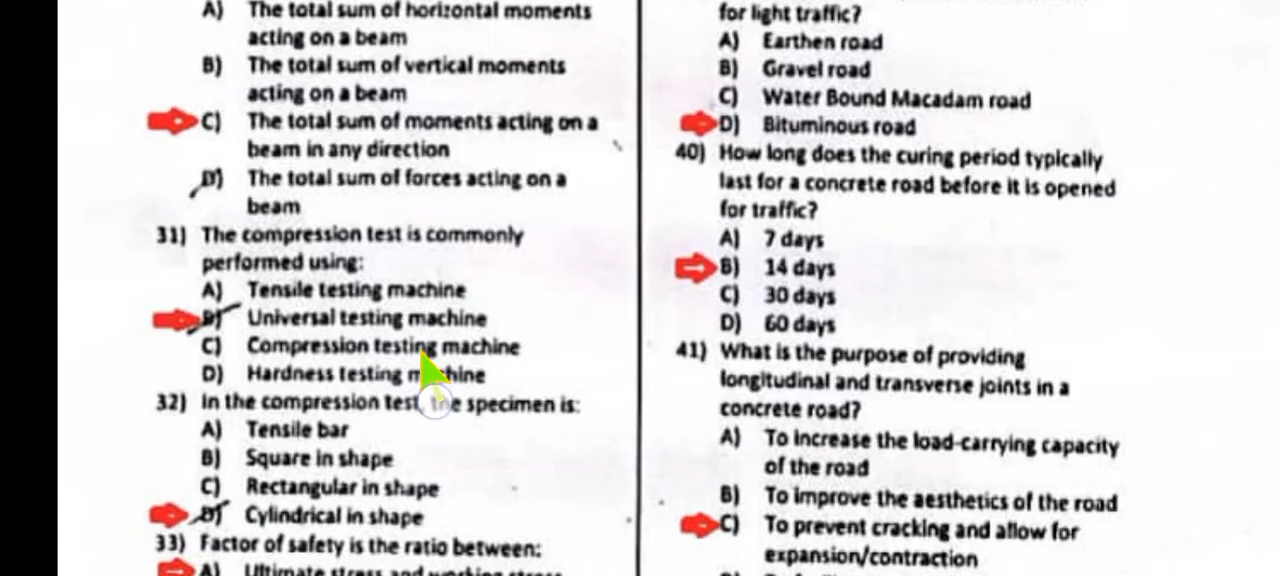 A) The total sum of horizontal moments
acting on a beam
B) The total sum of vertical moments
acting on a beam
C) The total sum of moments acting on a
beam in any direction
D) The total sum of forces acting on a
beam
31) The compression test is commonly
performed using:
A) Tensile testing machine
B) Universal testing machine
C) Compression testing machine
D) Hardness testing machine
32) In the compression test, the specimen is:
A) Tensile bar
B) Square in shape
C) Rectangular in shape
D) Cylindrical in shape
33) Factor of safety is the ratio between:
A) Ultimate stress and working stress
for light traffic?
A) Earthen road
B) Gravel road
C) Water Bound Macadam road
D) Bituminous road
40) How long does the curing period typically
last for a concrete road before it is opened
for traffic?
A) 7 days
B) 14 days
C) 30 days
D) 60 days
41) What is the purpose of providing
longitudinal and transverse joints in a
concrete road?
A) To increase the load-carrying capacity
of the road
B) To improve the aesthetics of the road
C) To prevent cracking and allow for
expansion/contraction